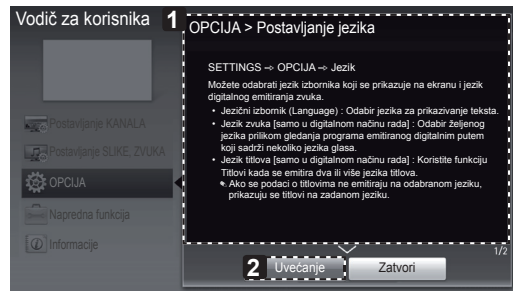 Vodič za korisnika
1
OPCIJA > Postavljanje jezika
SETTINGS ➾ OPCIJA ➾ Jezik
Možete odabrati jezik izbornika koji se prikazuje na ekranu i jezik
digitalnog emitiranja zvuka.
• Jezični izbornik (Language) : Odabir jezika za prikazivanje teksta.
• Jezik zvuka [samo u digitalnom načinu rada] : Odabir željenog
jezika prilikom gledanja programa emitiranog digitalnim putem
koji sadrži nekoliko jezika glasa.
• Jezik titlova [samo u digitalnom načinu rada] : Koristite funkciju
Titlovi kada se emitira dva ili više jezika titlova.
Ako se podaci o titlovima ne emitiraju na odabranom jeziku,
prikazuju se titlovi na zadanom jeziku.
Postavljanje KANALA
Postavljanje SLIKE, ZVUKA
OPCIJA
Napredna funkcija
Informacije
1/2
2
Uvećanje
Zatvori